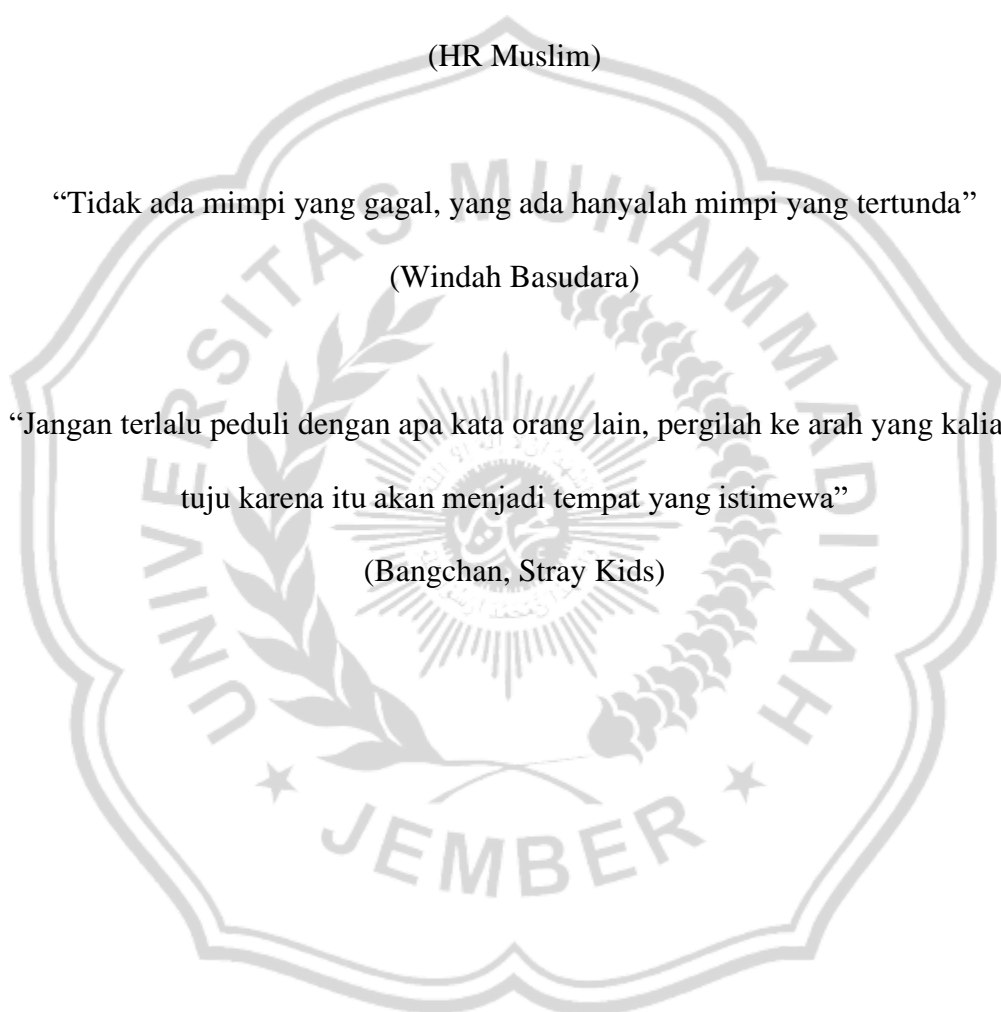 (HR Muslim)
“Tidak ada mimpi yang gagal, yang ada hanyalah mimpi yang tertunda”
(Windah Basudara)
“Jangan terlalu peduli dengan apa kata orang lain, pergilah ke arah yang kalia
tuju karena itu akan menjadi tempat yang istimewa”
(Bangchan, Stray Kids)
UNIVERSITAS MUHAMMADIYAH
JEMBER